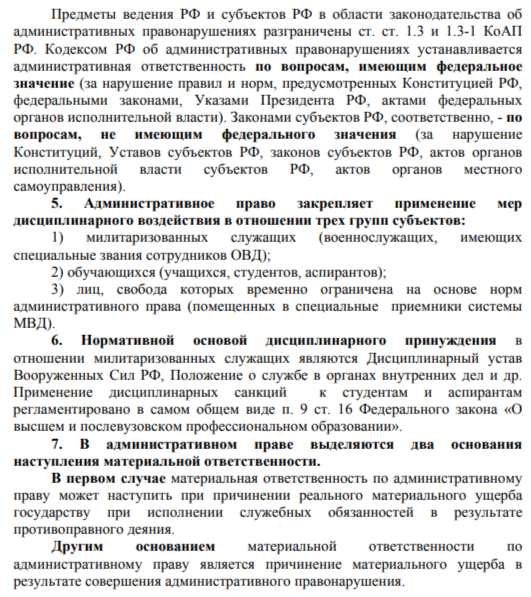 Предметы ведения РФ и субъектов РФ в области законодательства об
административных правонарушениях разграничены ст. ст. 1.3 и 1.3-1 КоАП
РФ. Кодексом РФ об административных правонарушениях устанавливается
административная ответственность по вопросам, имеющим федеральное
значение (за нарушение правил и норм, предусмотренных Конституцией РФ,
федеральными законами, Указами Президента РФ, актами федеральных
органов исполнительной власти). Законами субъектов РФ, соответственно, - по
вопросам, не имеющим федерального значения (за нарушение
Конституций, Уставов субъектов РФ, законов субъектов РФ, актов органов
исполнительной власти субъектов РФ, актов органов местного
самоуправления).
5. Административное право закрепляет применение мер
дисциплинарного воздействия в отношении трех групп субъектов:
1) милитаризованных служащих (военнослужащих, имеющих
специальные звания сотрудников ОВД);
2) обучающихся (учащихся, студентов, аспирантов);
3) лиц, свобода которых временно ограничена на основе норм
административного права (помещенных в специальные приемники системы
МВД).
6. Нормативной основой дисциплинарного принуждения в
отношении милитаризованных служащих являются Дисциплинарный устав
Вооруженных Сил РФ, Положение о службе в органах внутренних дел и др.
Применение дисциплинарных санкций к студентам и аспирантам
регламентировано в самом общем виде п. 9 ст. 16 Федерального закона «О
высшем и послевузовском профессиональном образовании».
7. В административном праве выделяются два основания
наступления материальной ответственности.
В первом случае материальная ответственность по административному
праву может наступить при причинении реального материального ущерба
государству при исполнении служебных обязанностей в результате
противоправного деяния.
Другим основанием материальной ответственности по
административному праву является причинение материального ущерба в
результате совершения административного правонарушения.